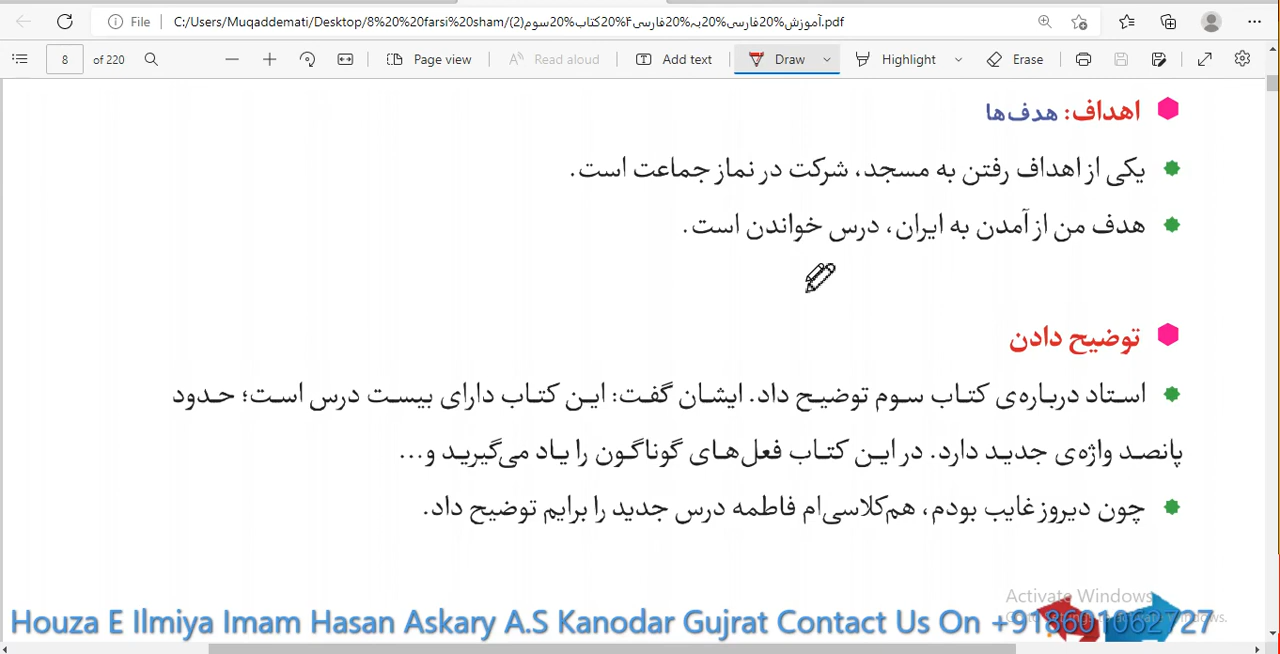 File
C:/Users/Muqaddemati/Desktop/8%20%20farsi%20sham/(2)آموزش%20فارسی%20بہ%20فارسی۴%20کتاب%20سوم.pdf
8 of 220
Page view
Read aloud
Add text
Draw
Highlight
Erase
اهداف: هدف‌ها
یکی از اهداف رفتن به مسجد، شرکت در نماز جماعت است.
هدف من از آمدن به ایران، درس خواندن است.
توضیح دادن
استاد درباره‌ی کتاب سوم توضیح داد. ایشان گفت: این کتاب دارای بیست درس است؛ حدود
پانصد واژه‌ی جدید دارد. در این کتاب فعل‌های گوناگون را یاد می‌گیرید و...
چون دیروز غایب بودم، هم‌کلاسی‌ام فاطمه درس جدید را برایم توضیح داد.
Activate Windows
Houza E Ilmiya Imam Hasan Askary A.S Kanodar Gujrat Contact Us On +918601062727